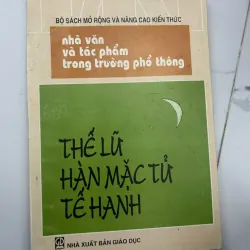 BỘ SÁCH MỞ RỘNG VÀ NÂNG CAO KIẾN THỨC
nhà văn
và tác phẩm
trong trường phổ thông
THẾ LỮ
HÀN MẶC TỬ
TẾ HANH
NHÀ XUẤT BẢN GIÁO DỤC